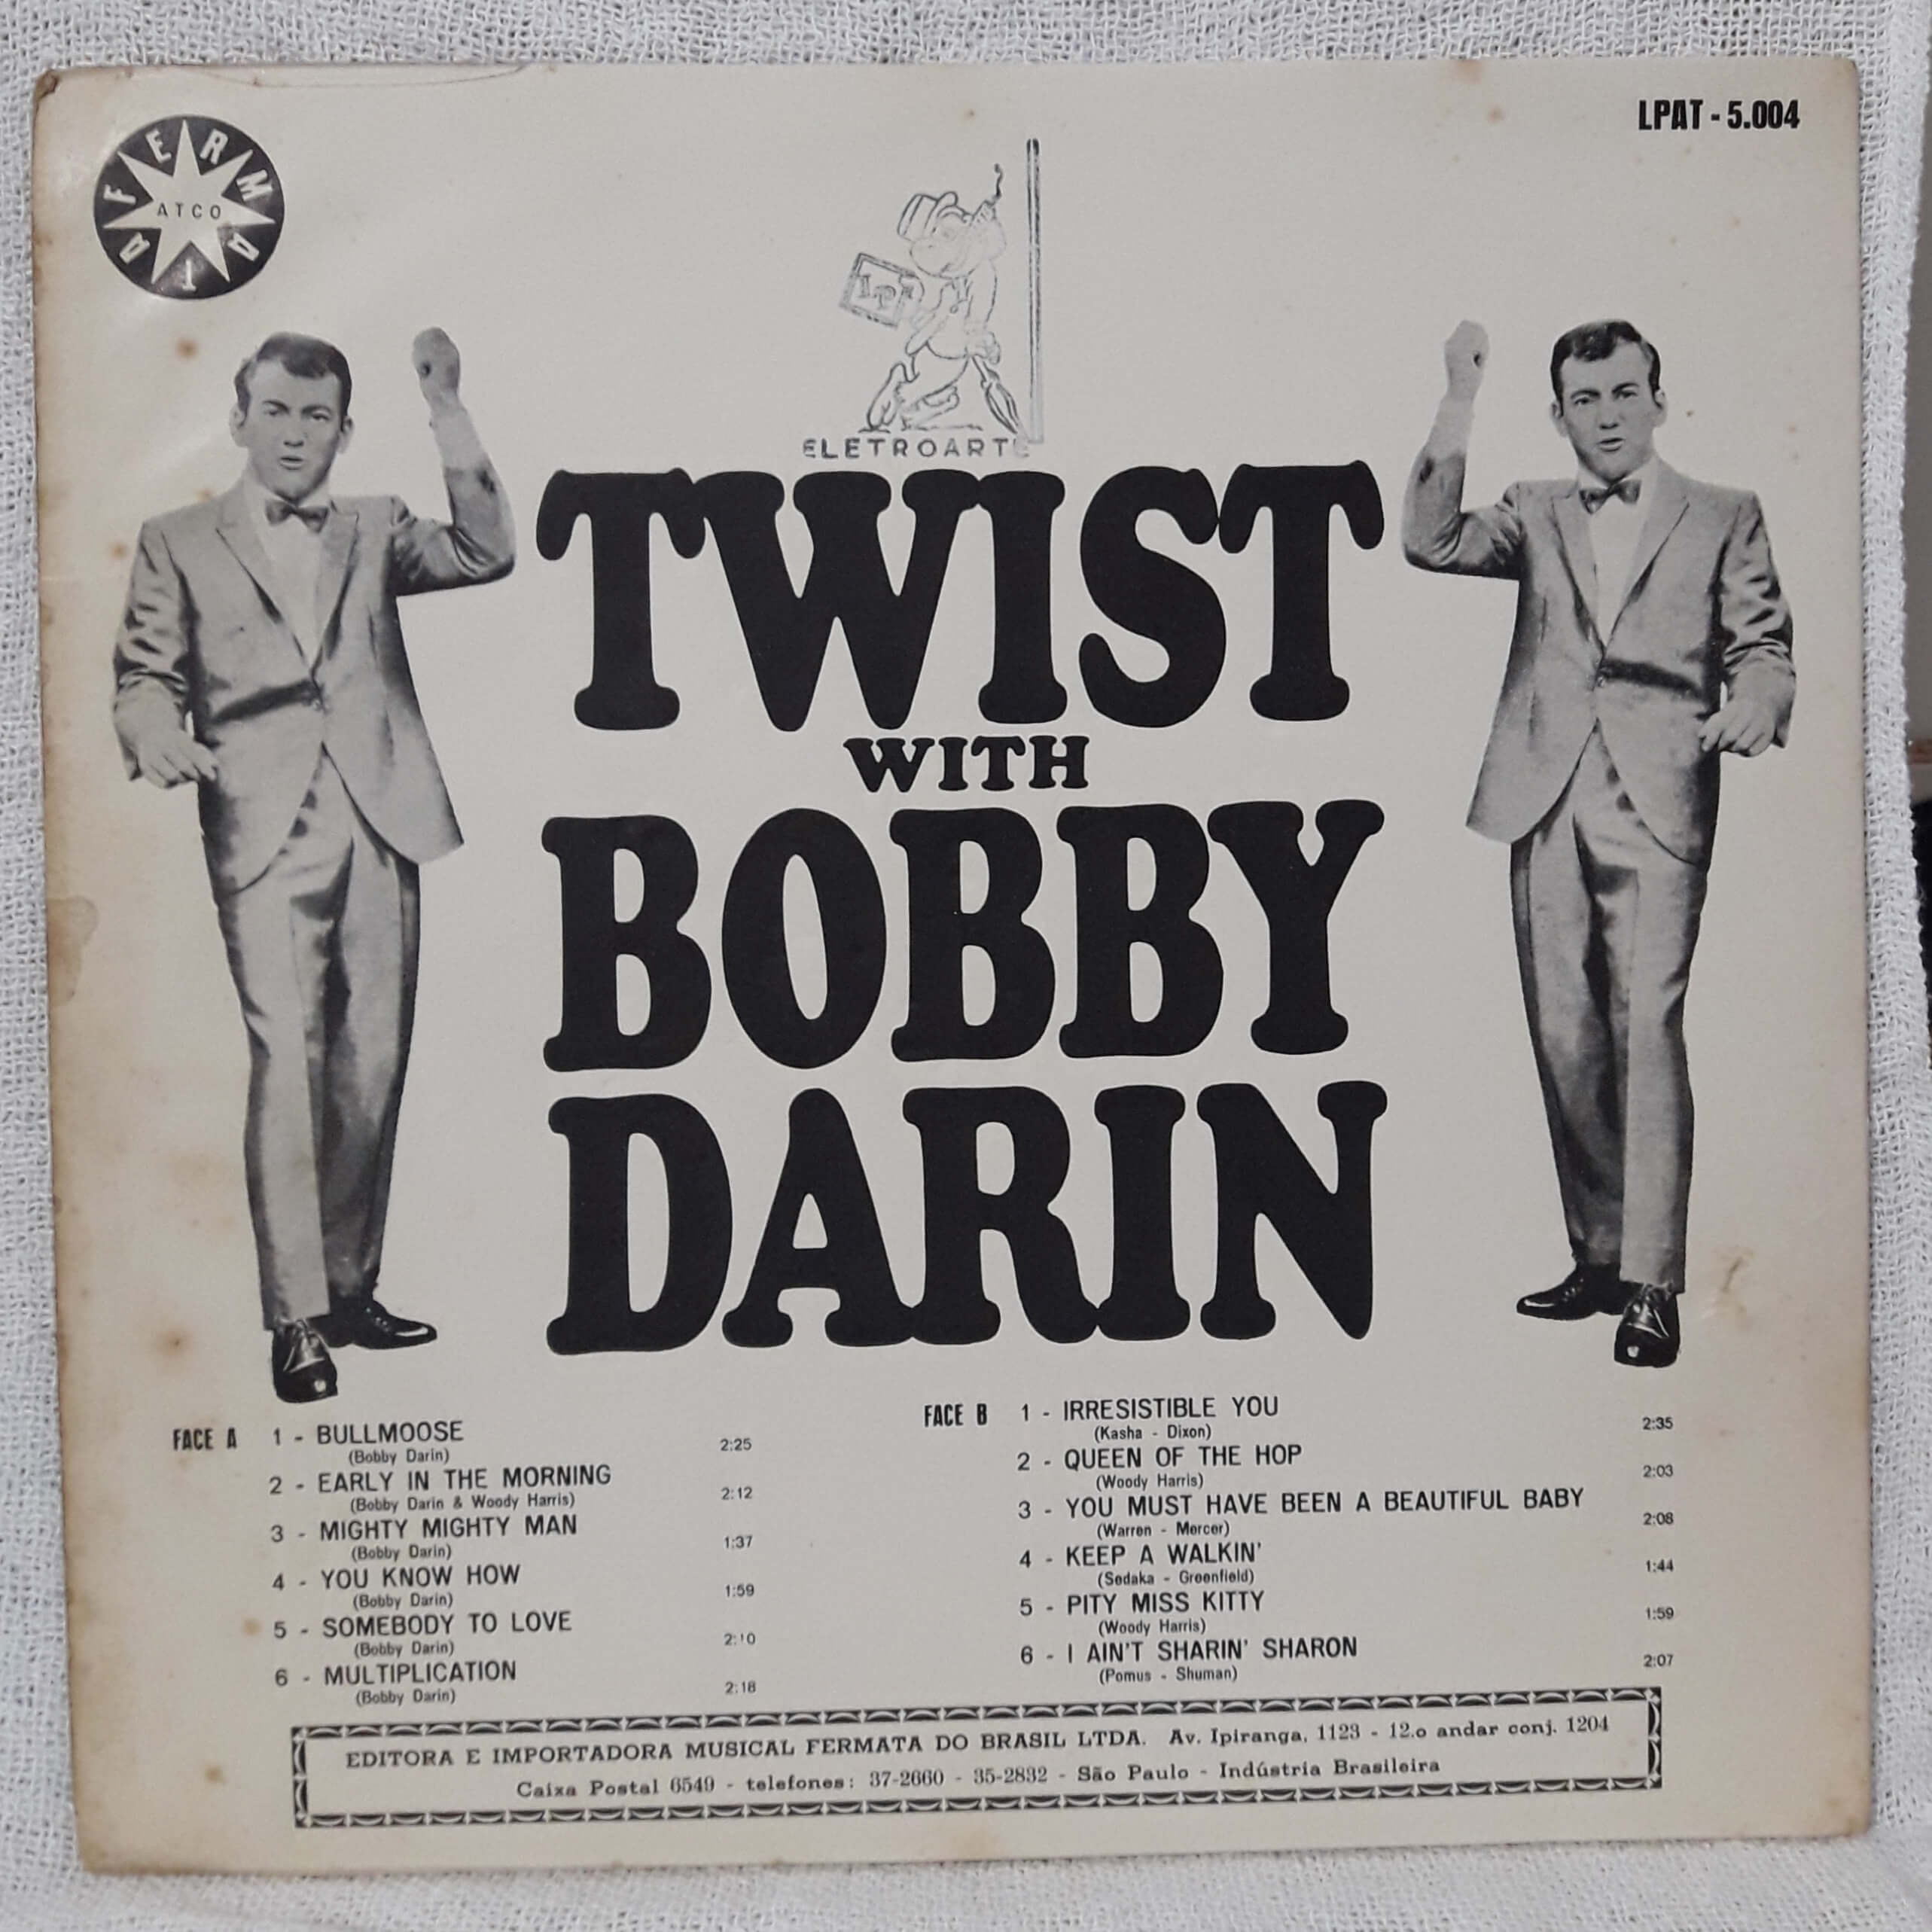 FERMATA
ATCO
LPAT - 5.004
LP
ELETROARTE
TWIST
WITH
BOBBY
DARIN
FACE A 1 - BULLMOOSE 2:25
(Bobby Darin)
2 - EARLY IN THE MORNING 2:12
(Bobby Darin & Woody Harris)
3 - MIGHTY MIGHTY MAN 1:37
(Bobby Darin)
4 - YOU KNOW HOW 1:59
(Bobby Darin)
5 - SOMEBODY TO LOVE 2:10
(Bobby Darin)
6 - MULTIPLICATION 2:18
(Bobby Darin)
FACE B 1 - IRRESISTIBLE YOU 2:35
(Kasha - Dixon)
2 - QUEEN OF THE HOP 2:03
(Woody Harris)
3 - YOU MUST HAVE BEEN A BEAUTIFUL BABY 2:08
(Warren - Mercer)
4 - KEEP A WALKIN' 1:44
(Sedaka - Greenfield)
5 - PITY MISS KITTY 1:59
(Woody Harris)
6 - I AIN'T SHARIN' SHARON 2:07
(Pomus - Shuman)
EDITORA E IMPORTADORA MUSICAL FERMATA DO BRASIL LTDA. Av. Ipiranga, 1123 - 12.o andar conj. 1204
Caixa Postal 6549 - telefones: 37-2660 - 35-2832 - São Paulo - Indústria Brasileira